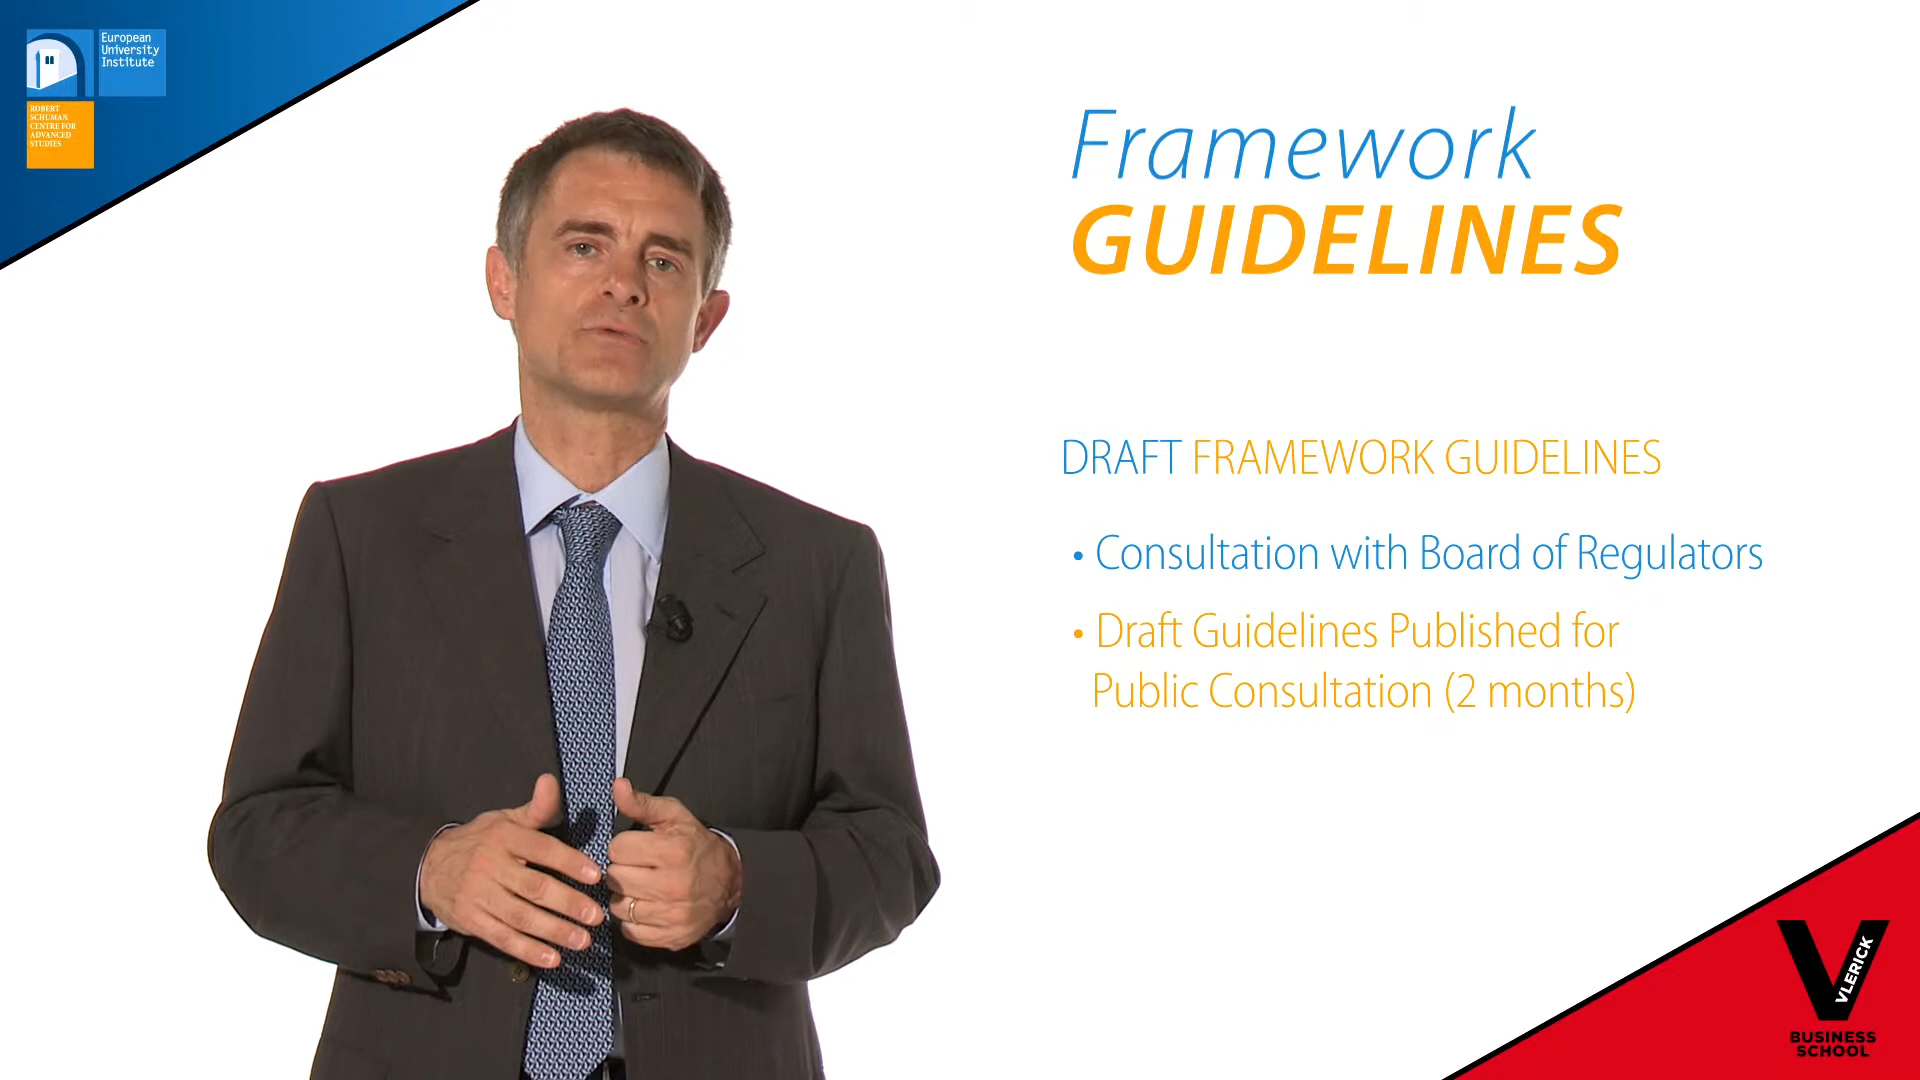 European
University
Institute
ROBERT
SCHUMAN
CENTRE FOR
ADVANCED
STUDIES
Framework
GUIDELINES
DRAFT FRAMEWORK GUIDELINES
• Consultation with Board of Regulators
• Draft Guidelines Published for
Public Consultation (2 months)
VLERICK
BUSINESS
SCHOOL